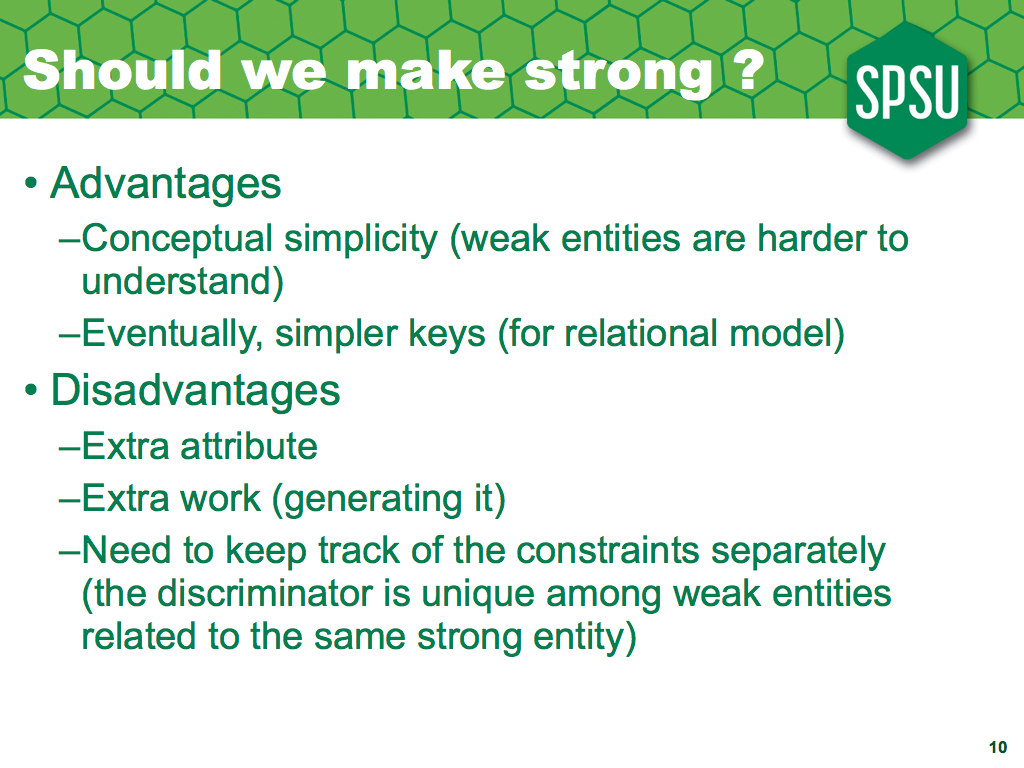 Should we make strong ?
SPSU
• Advantages
–Conceptual simplicity (weak entities are harder to
understand)
–Eventually, simpler keys (for relational model)
• Disadvantages
–Extra attribute
–Extra work (generating it)
–Need to keep track of the constraints separately
(the discriminator is unique among weak entities
related to the same strong entity)
10